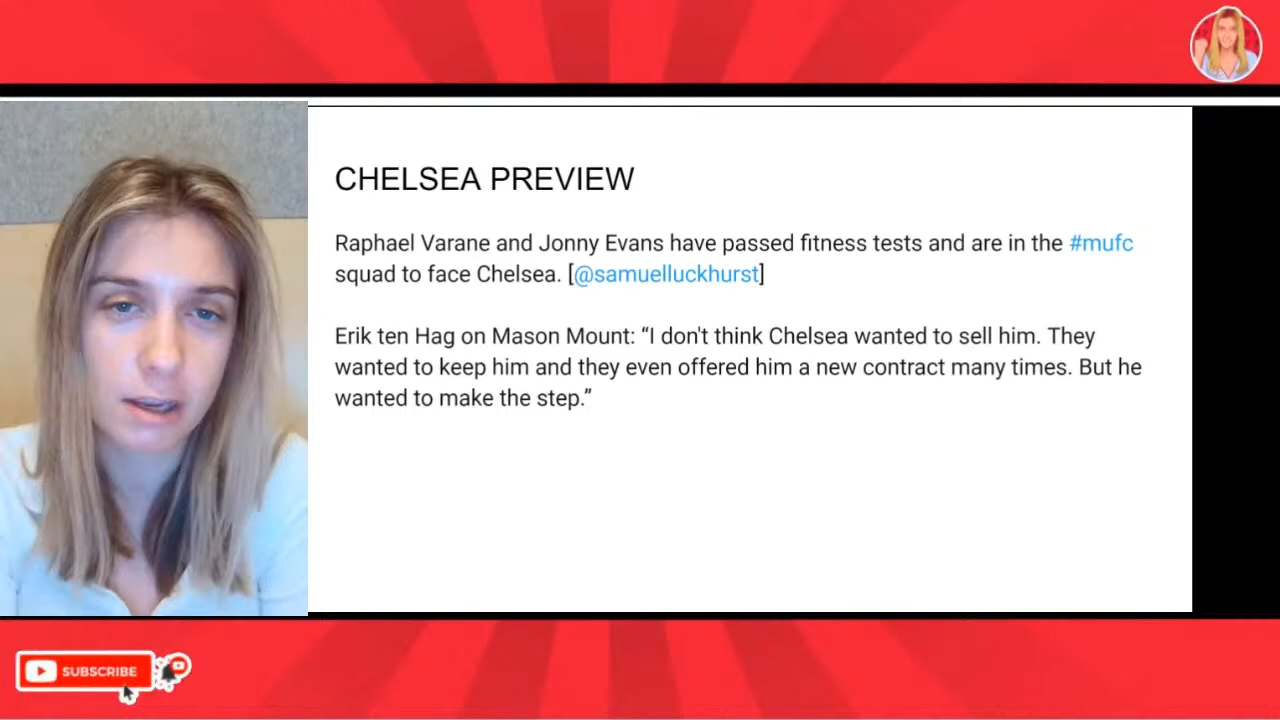 CHELSEA PREVIEW
Raphael Varane and Jonny Evans have passed fitness tests and are in the #mufc
squad to face Chelsea. [@samuelluckhurst]
Erik ten Hag on Mason Mount: “I don't think Chelsea wanted to sell him. They
wanted to keep him and they even offered him a new contract many times. But he
wanted to make the step.”
SUBSCRIBE